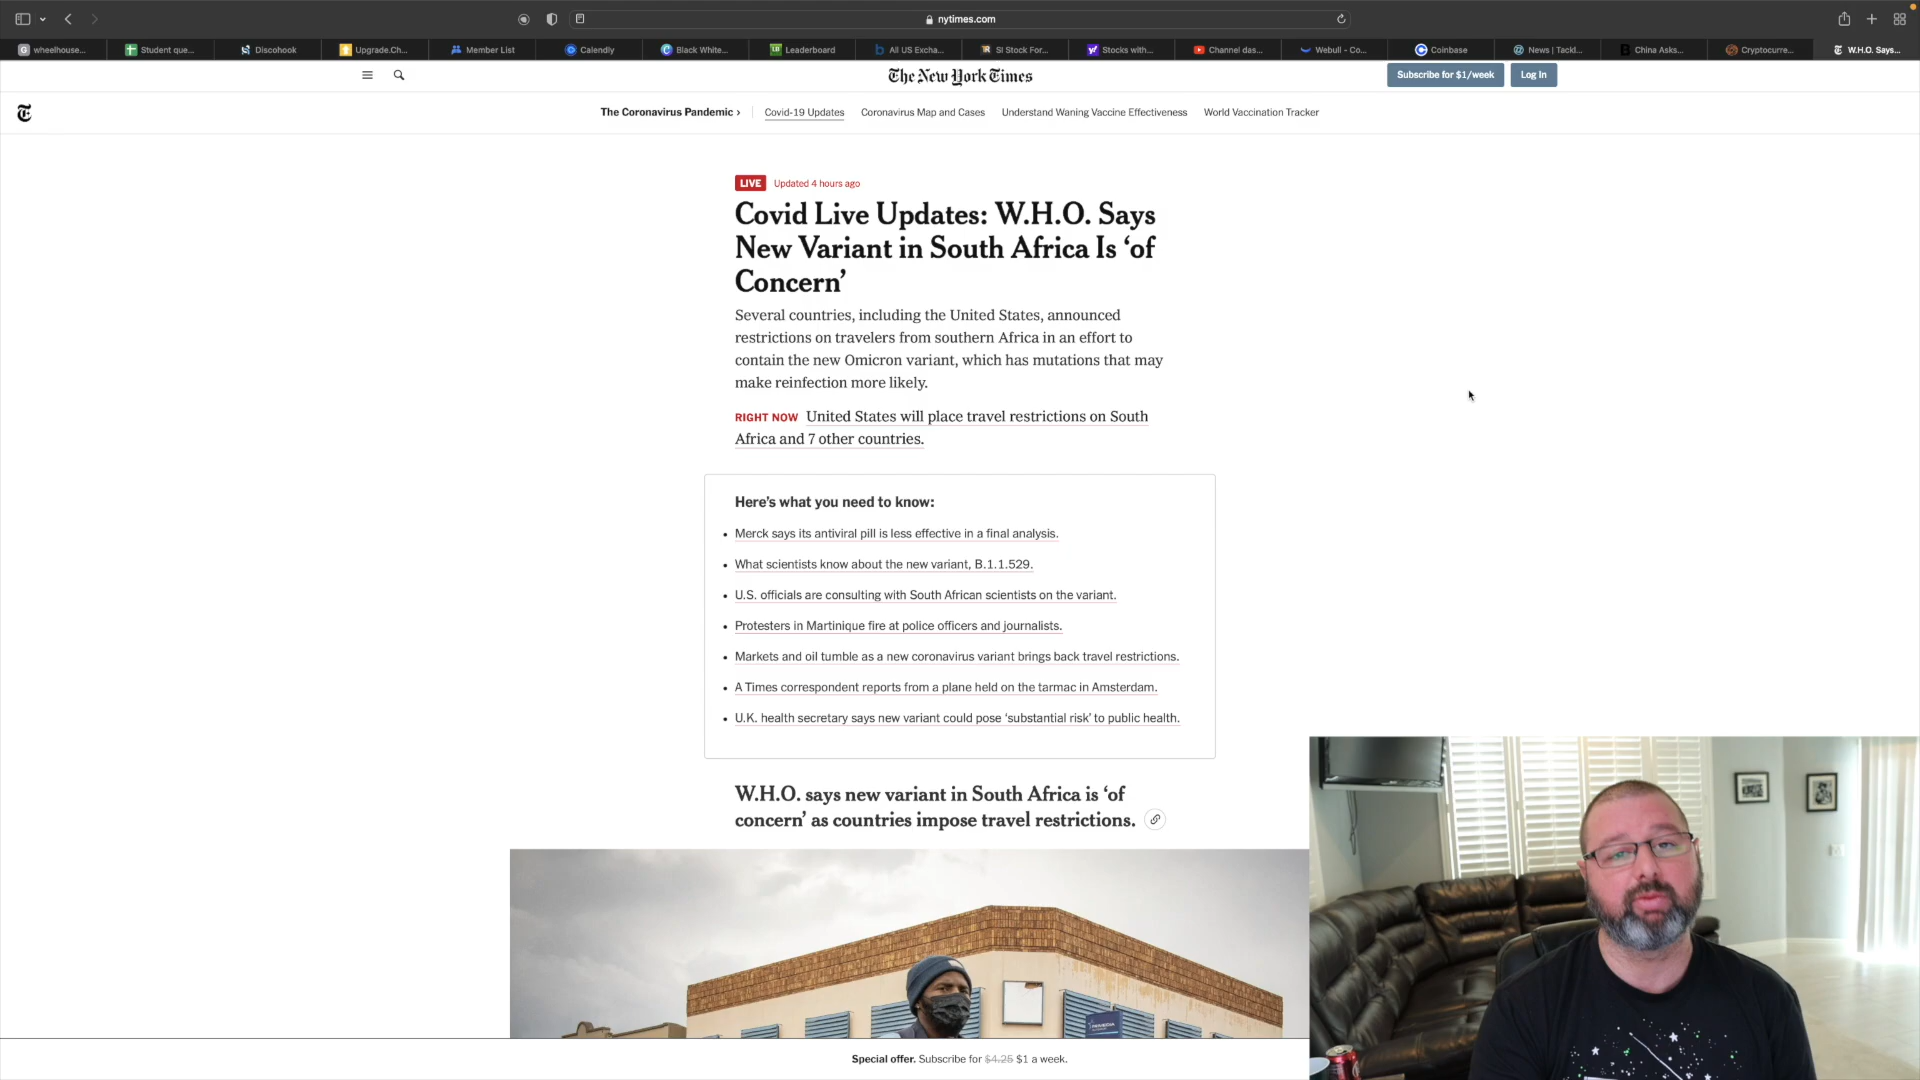 nytimes.com
wheelhouse...
Student que...
Discohook
Upgrade.Ch...
Member List
Calendly
Black White...
Leaderboard
All US Excha...
SI Stock For...
Stocks with...
Channel das...
Webull - Co...
Coinbase
News | Tackl...
China Asks...
Cryptocurre...
W.H.O. Says...
The New York Times
Subscribe for $1/week
Log In
The Coronavirus Pandemic ›
Covid-19 Updates
Coronavirus Map and Cases
Understand Waning Vaccine Effectiveness
World Vaccination Tracker
LIVE Updated 4 hours ago
Covid Live Updates: W.H.O. Says
New Variant in South Africa Is ‘of
Concern’
Several countries, including the United States, announced
restrictions on travelers from southern Africa in an effort to
contain the new Omicron variant, which has mutations that may
make reinfection more likely.
RIGHT NOW United States will place travel restrictions on South
Africa and 7 other countries.
Here’s what you need to know:
Merck says its antiviral pill is less effective in a final analysis.
What scientists know about the new variant, B.1.1.529.
U.S. officials are consulting with South African scientists on the variant.
Protesters in Martinique fire at police officers and journalists.
Markets and oil tumble as a new coronavirus variant brings back travel restrictions.
A Times correspondent reports from a plane held on the tarmac in Amsterdam.
U.K. health secretary says new variant could pose ‘substantial risk’ to public health.
W.H.O. says new variant in South Africa is ‘of
concern’ as countries impose travel restrictions.
Special offer. Subscribe for $4.25 $1 a week.